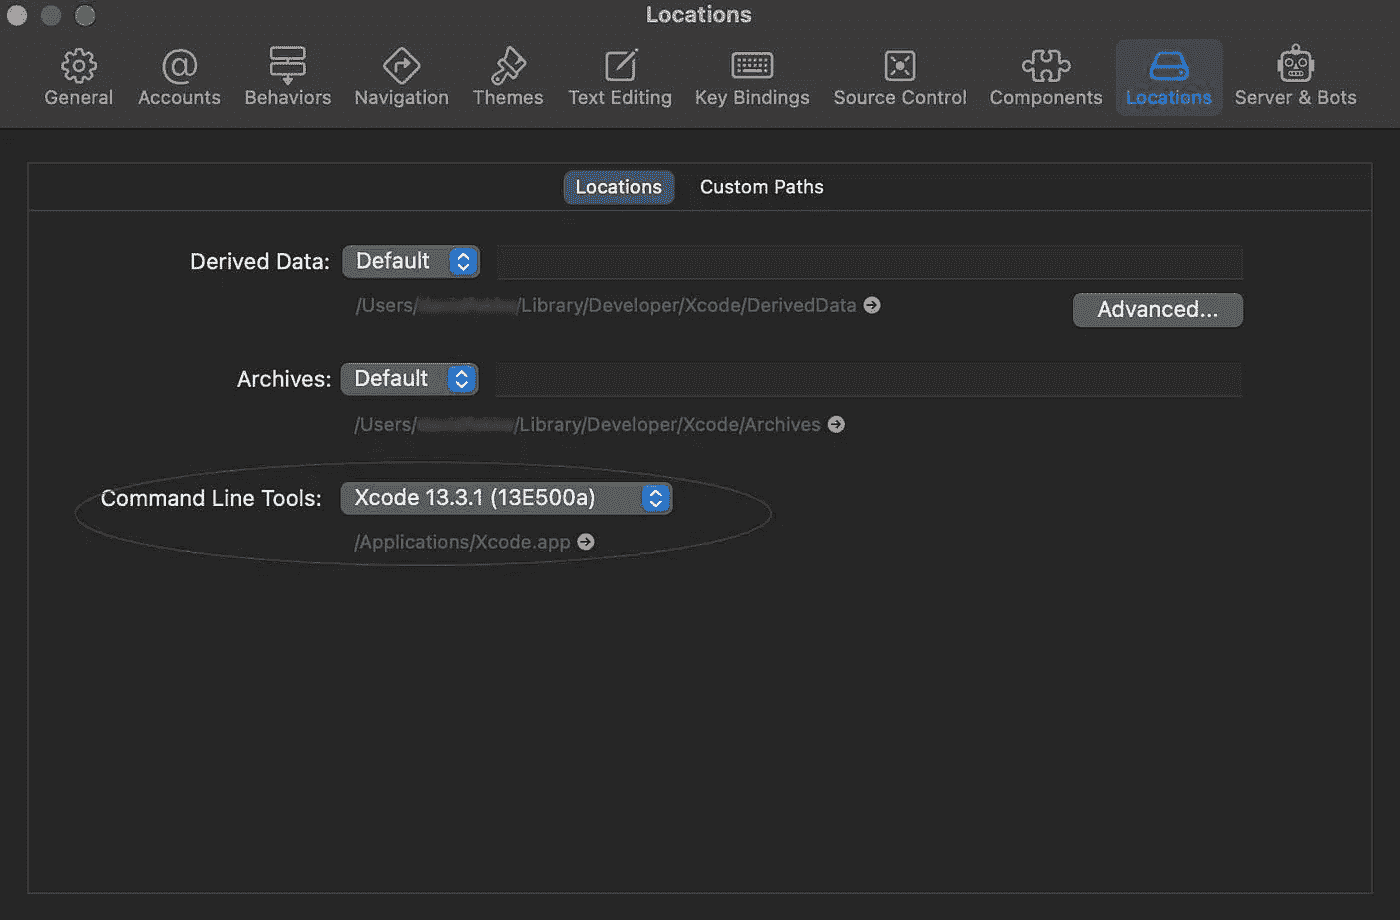 Locations
General Accounts Behaviors Navigation Themes Text Editing Key Bindings Source Control Components Locations Server & Bots
Locations Custom Paths
Derived Data: Default
/Users/ /Library/Developer/Xcode/DerivedData
Advanced...
Archives: Default
/Users/ /Library/Developer/Xcode/Archives
Command Line Tools: Xcode 13.3.1 (13E500a)
/Applications/Xcode.app